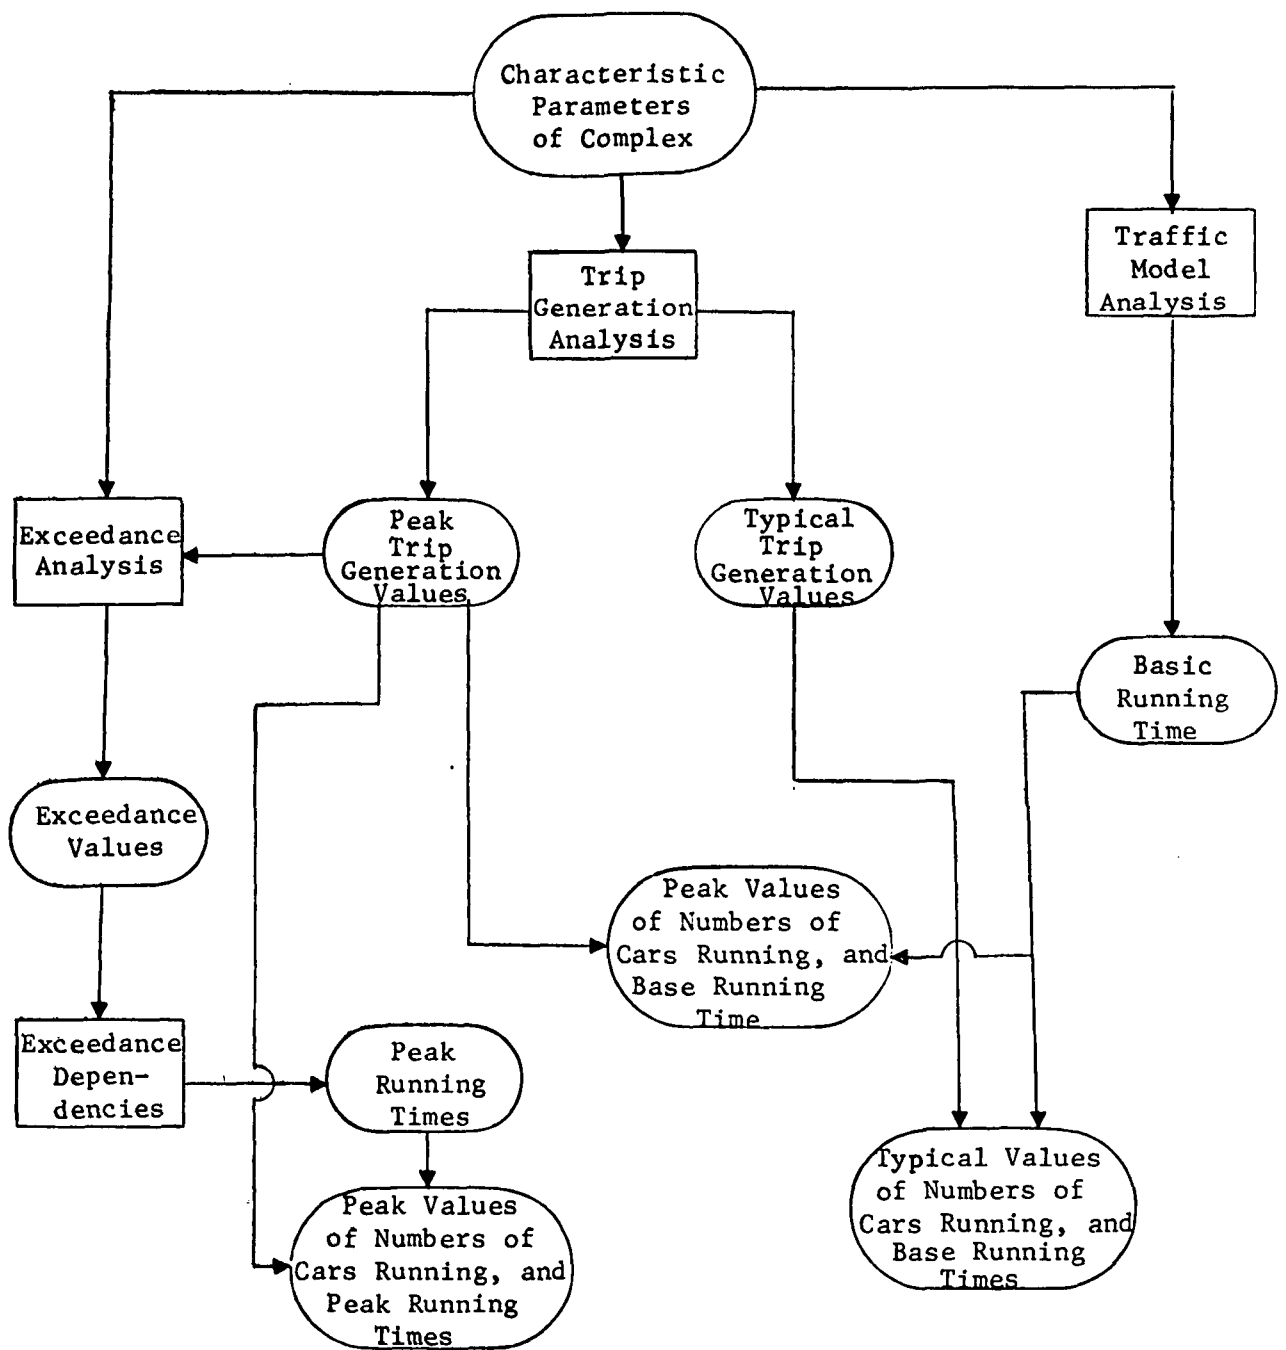 Characteristic
Parameters
of Complex
Trip
Generation
Analysis
Traffic
Model
Analysis
Exceedance
Analysis
Peak
Trip
Generation
Values
Typical
Trip
Generation
Values
Basic
Running
Time
Exceedance
Values
Peak Values
of Numbers of
Cars Running, and
Base Running
Time
Exceedance
Depen-
dencies
Peak
Running
Times
Typical Values
of Numbers of
Cars Running, and
Base Running
Times
Peak Values
of Numbers of
Cars Running, and
Peak Running
Times